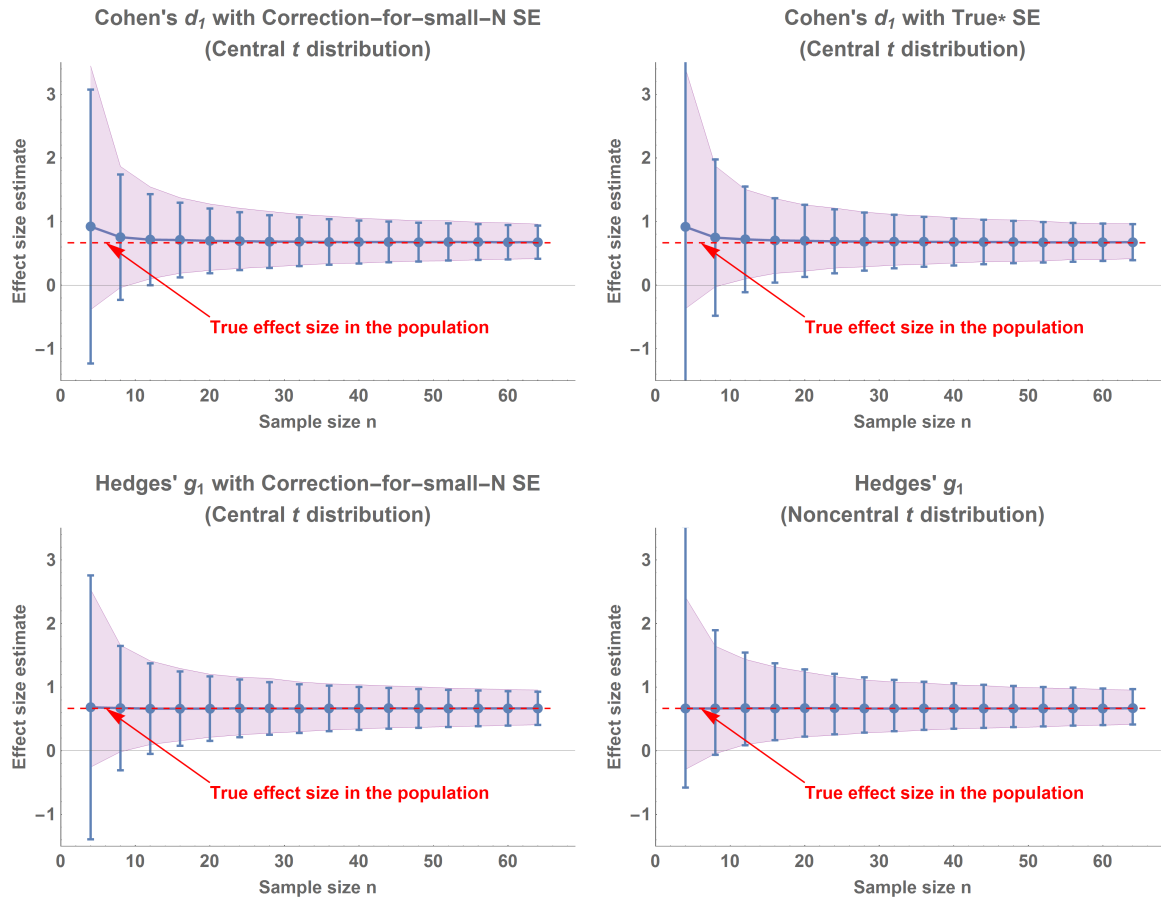 Cohen's d₁ with Correction−for−small−N SE
(Central t distribution)
3
2
1
0
−1
Effect size estimate
True effect size in the population
0 10 20 30 40 50 60
Sample size n
Cohen's d₁ with True* SE
(Central t distribution)
3
2
1
0
−1
Effect size estimate
True effect size in the population
0 10 20 30 40 50 60
Sample size n
Hedges' g₁ with Correction−for−small−N SE
(Central t distribution)
3
2
1
0
−1
Effect size estimate
True effect size in the population
0 10 20 30 40 50 60
Sample size n
Hedges' g₁
(Noncentral t distribution)
3
2
1
0
−1
Effect size estimate
True effect size in the population
0 10 20 30 40 50 60
Sample size n